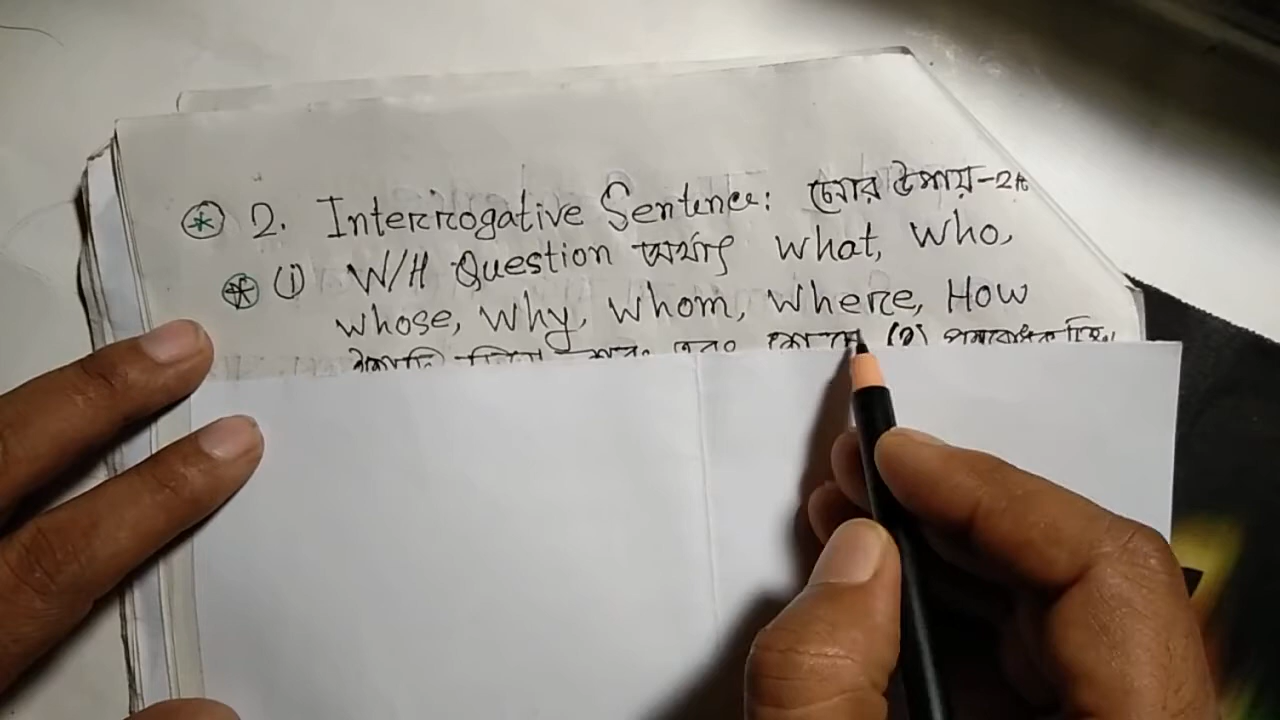 * 2. Interrogative Sentence: চেনার উপায়-২টি
* (i) W/H Question অর্থাৎ What, Who,
Whose, Why, Whom, Where, How
(?)